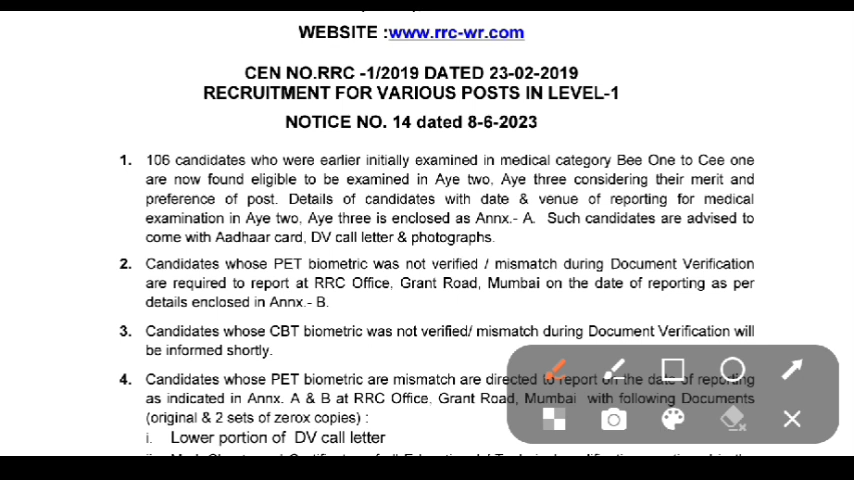 WEBSITE :www.rrc-wr.com
CEN NO.RRC -1/2019 DATED 23-02-2019
RECRUITMENT FOR VARIOUS POSTS IN LEVEL-1
NOTICE NO. 14 dated 8-6-2023
1. 106 candidates who were earlier initially examined in medical category Bee One to Cee one
are now found eligible to be examined in Aye two, Aye three considering their merit and
preference of post. Details of candidates with date & venue of reporting for medical
examination in Aye two, Aye three is enclosed as Annx.- A. Such candidates are advised to
come with Aadhaar card, DV call letter & photographs.
2. Candidates whose PET biometric was not verified / mismatch during Document Verification
are required to report at RRC Office, Grant Road, Mumbai on the date of reporting as per
details enclosed in Annx.- B.
3. Candidates whose CBT biometric was not verified/ mismatch during Document Verification will
be informed shortly.
4. Candidates whose PET biometric are mismatch are directed to report on the date of reporting
as indicated in Annx. A & B at RRC Office. Grant Road, Mumbai with following Documents
(original & 2 sets of zerox copies) :
i. Lower portion of DV call letter